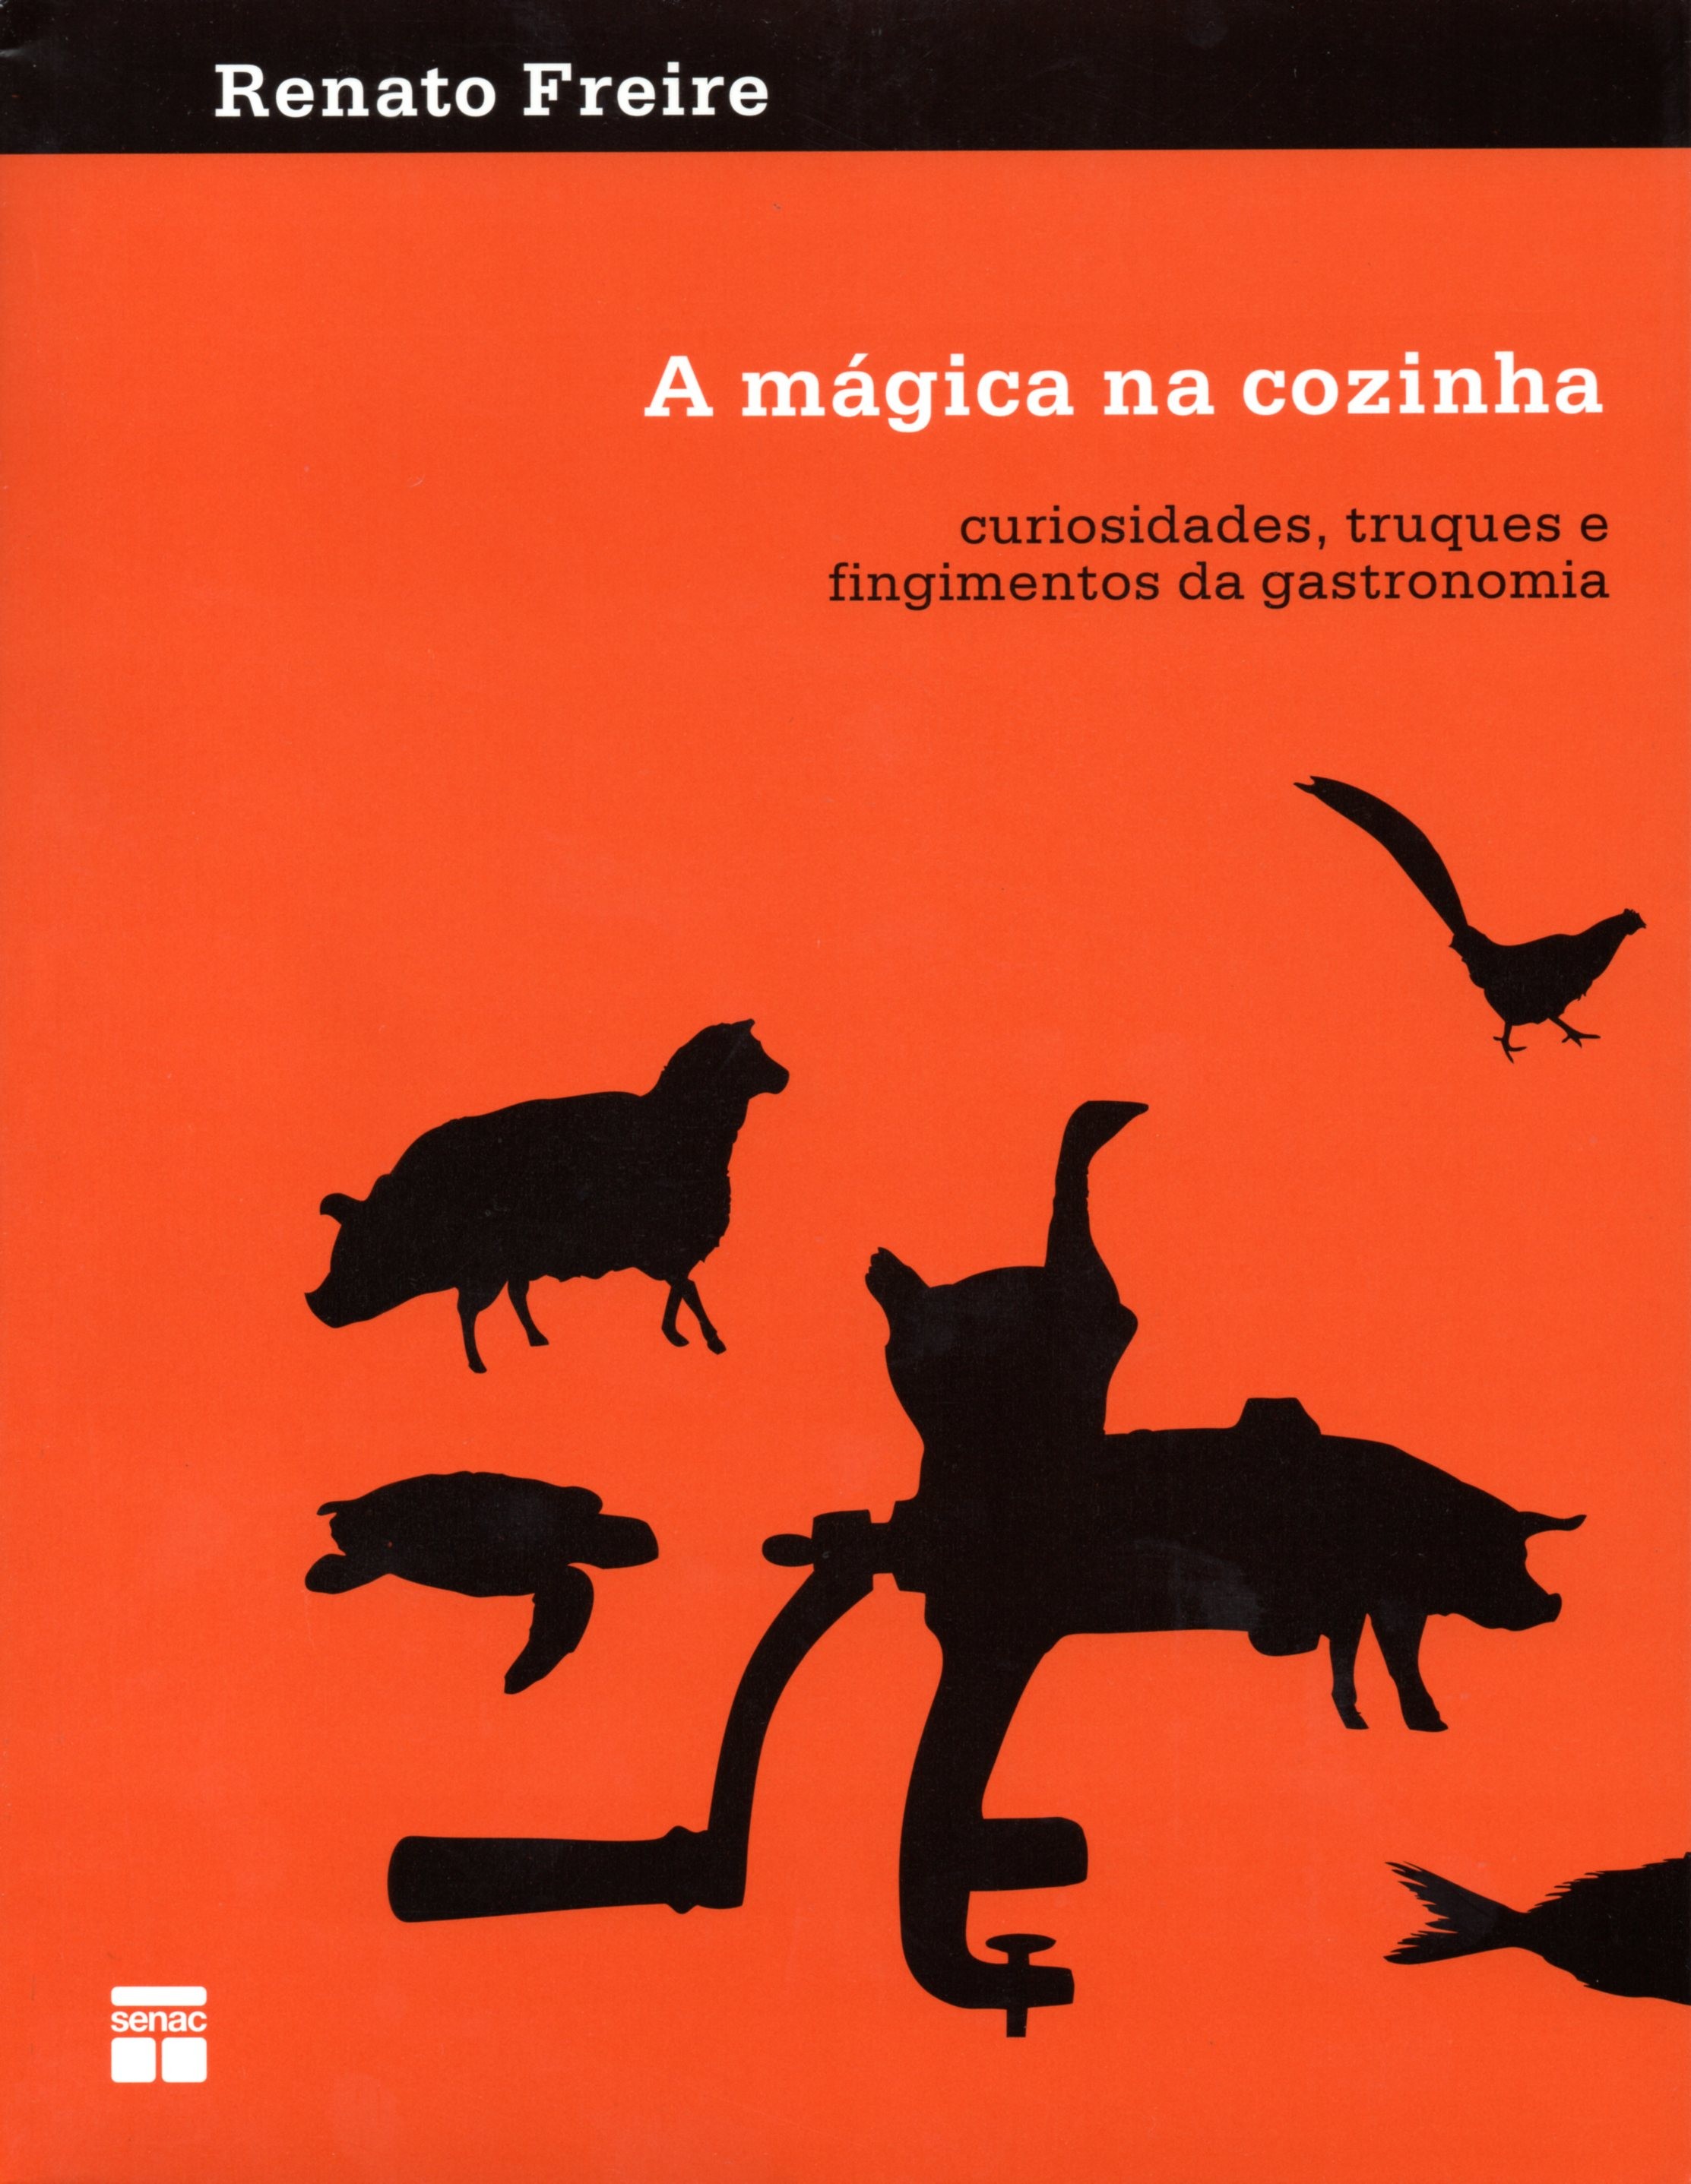 Renato Freire
A mágica na cozinha
curiosidades, truques e
fingimentos da gastronomia
senac